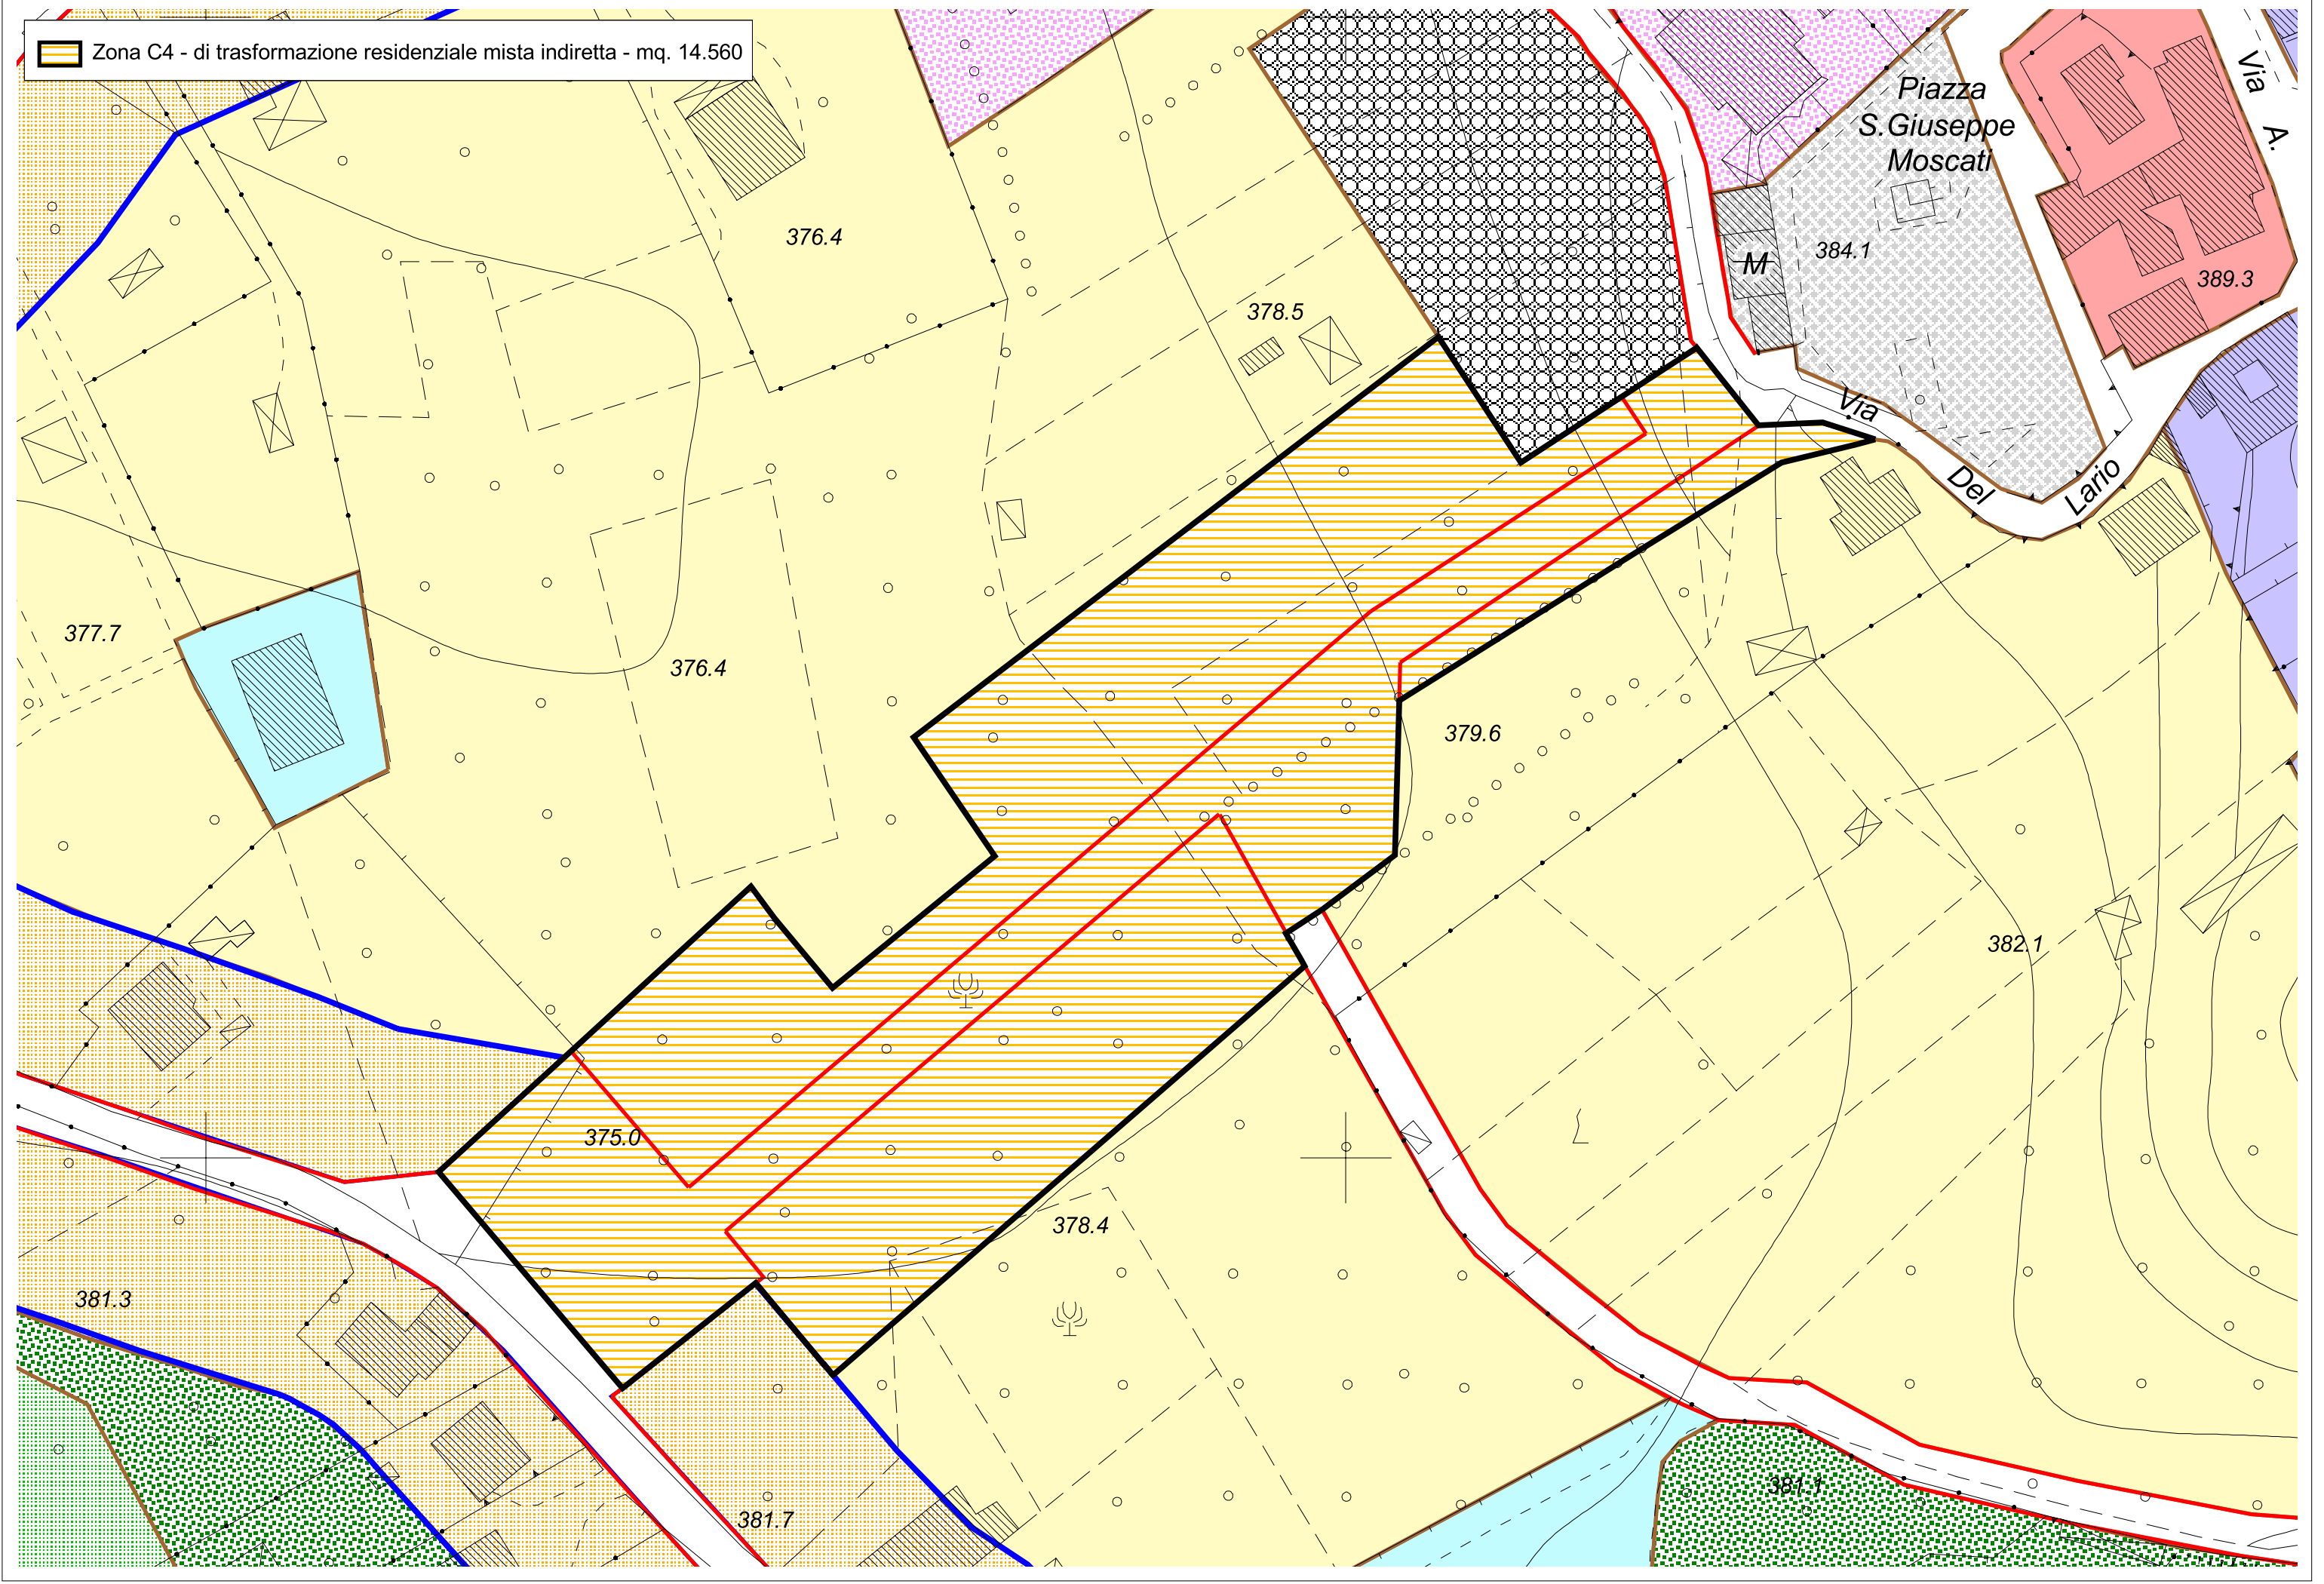 Zona C4 - di trasformazione residenziale mista indiretta - mq. 14.560
Via
A.
Piazza
S.Giuseppe
Moscati
376.4
384.1
M
389.3
378.5
Via
Del
Lario
377.7
376.4
379.6
382.1
375.0
378.4
381.3
381.1
381.7